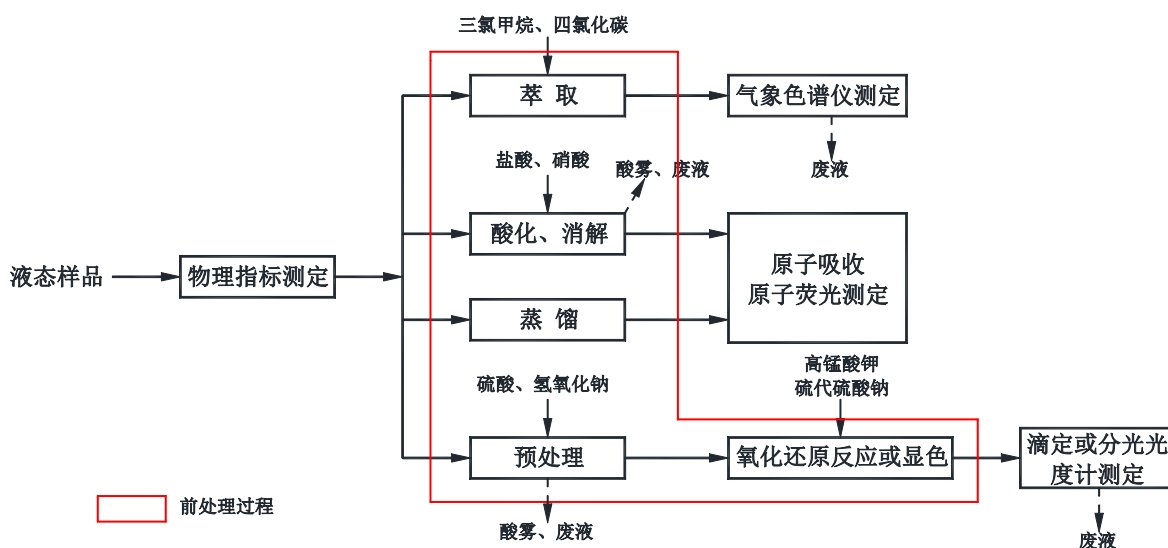 三氯甲烷、四氯化碳
萃 取
气象色谱仪测定
废液
盐酸、硝酸
酸雾、废液
酸化、消解
液态样品
物理指标测定
原子吸收
原子荧光测定
蒸 馏
硫酸、氢氧化钠
高锰酸钾
硫代硫酸钠
预处理
氧化还原反应或显色
滴定或分光光
度计测定
酸雾、废液
废液
前处理过程